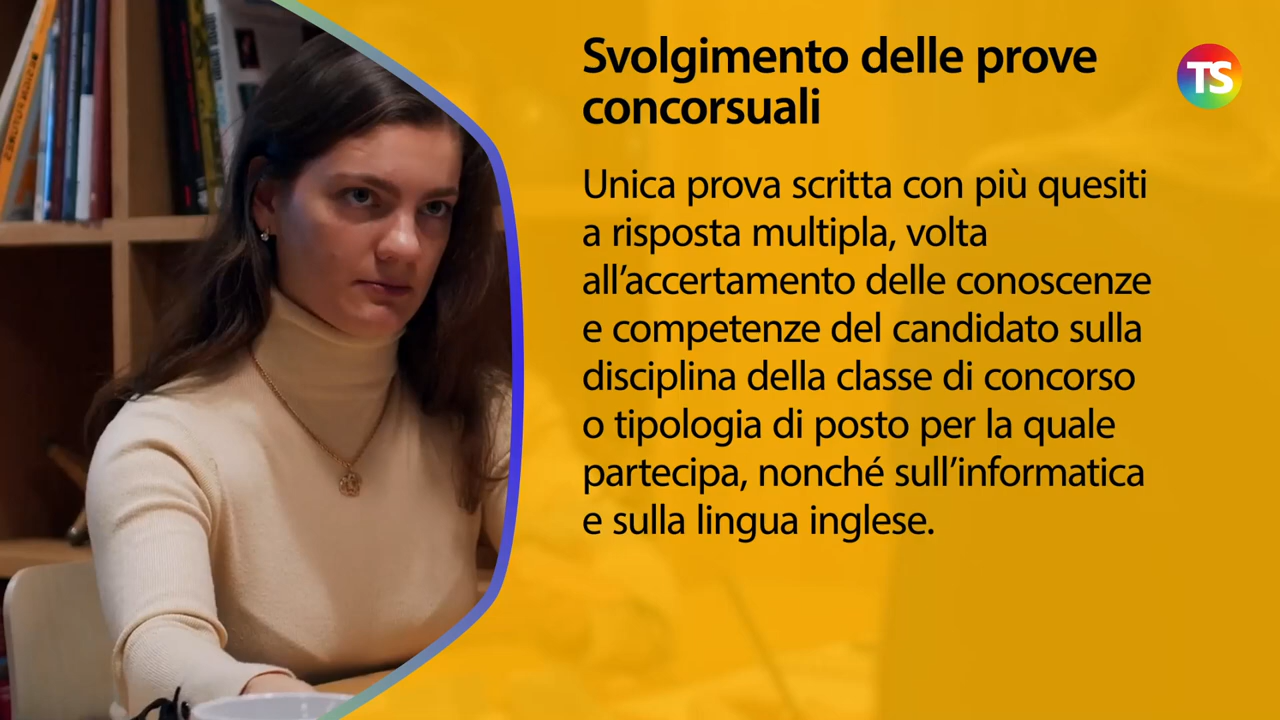 Svolgimento delle prove
concorsuali
TS
Unica prova scritta con più quesiti
a risposta multipla, volta
all’accertamento delle conoscenze
e competenze del candidato sulla
disciplina della classe di concorso
o tipologia di posto per la quale
partecipa, nonché sull’informatica
e sulla lingua inglese.